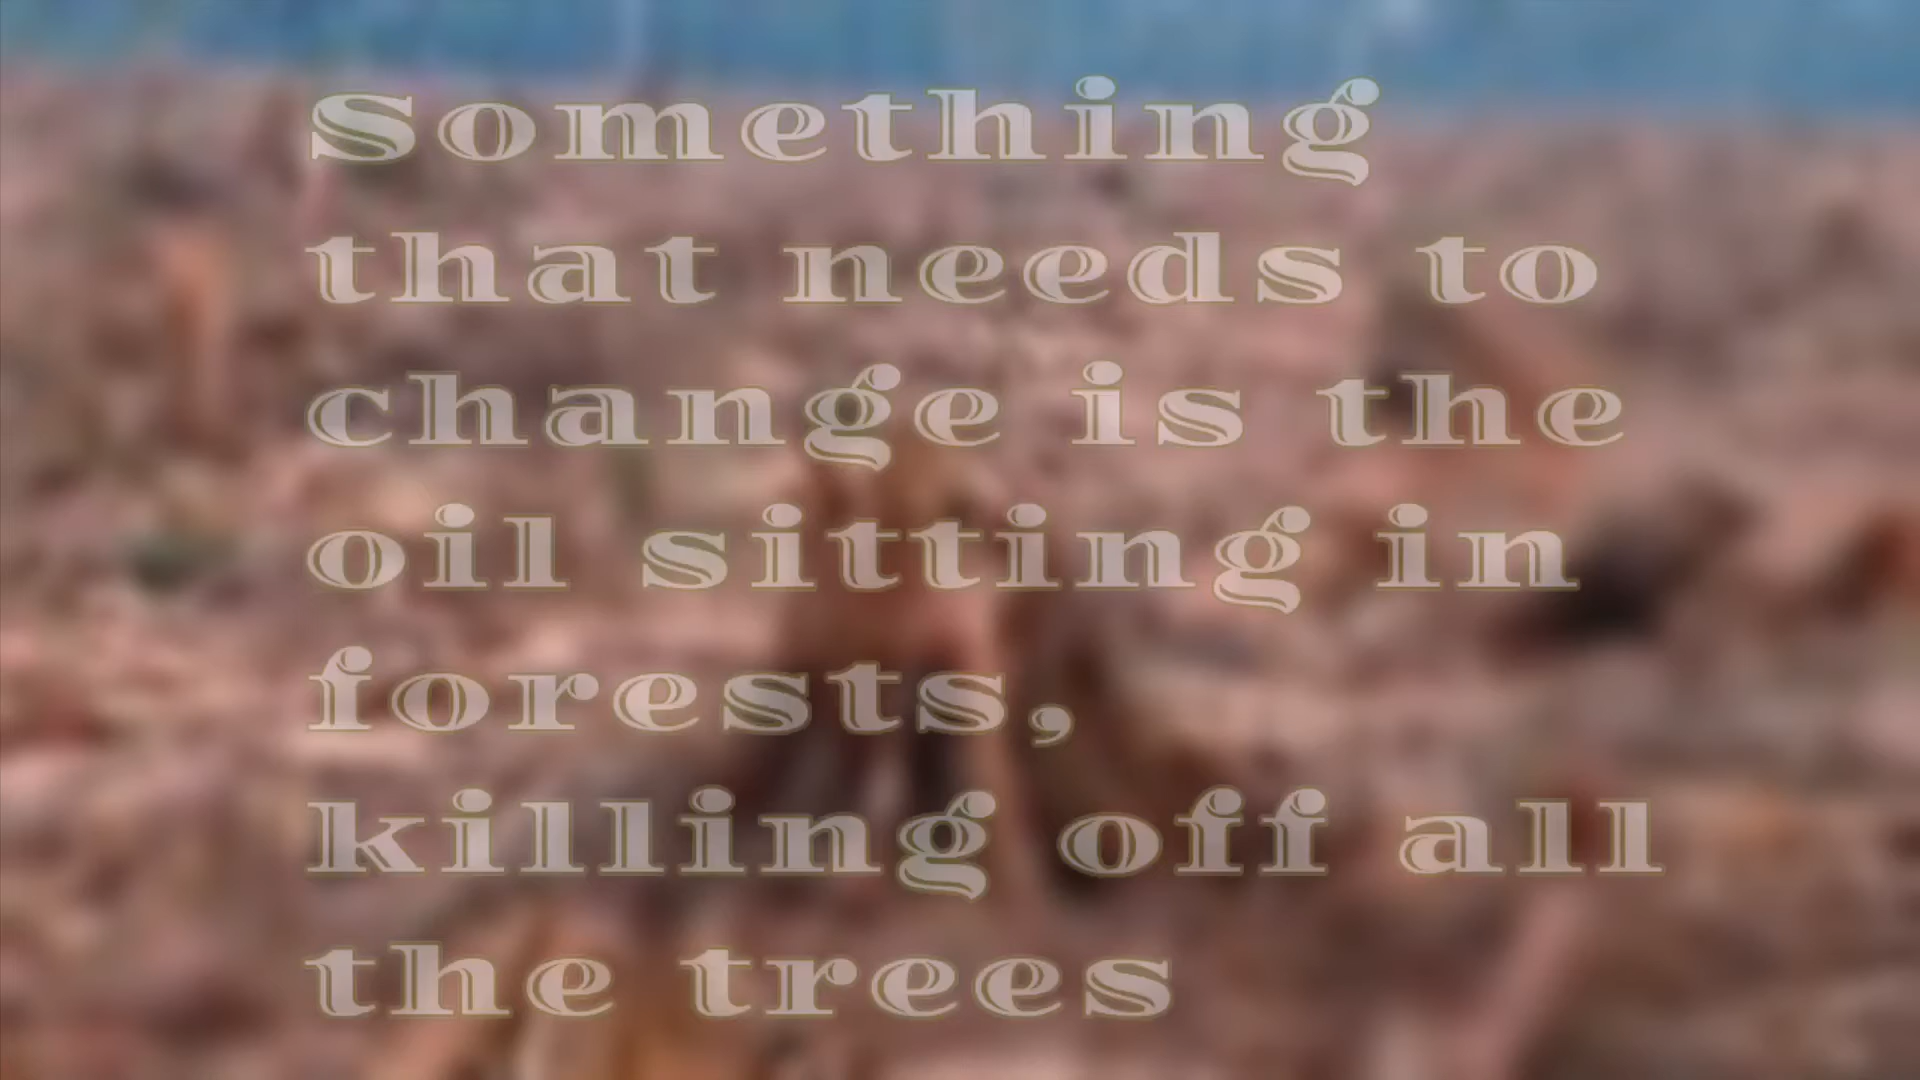 Something
that needs to
change is the
oil sitting in
forests,
killing off all
the trees